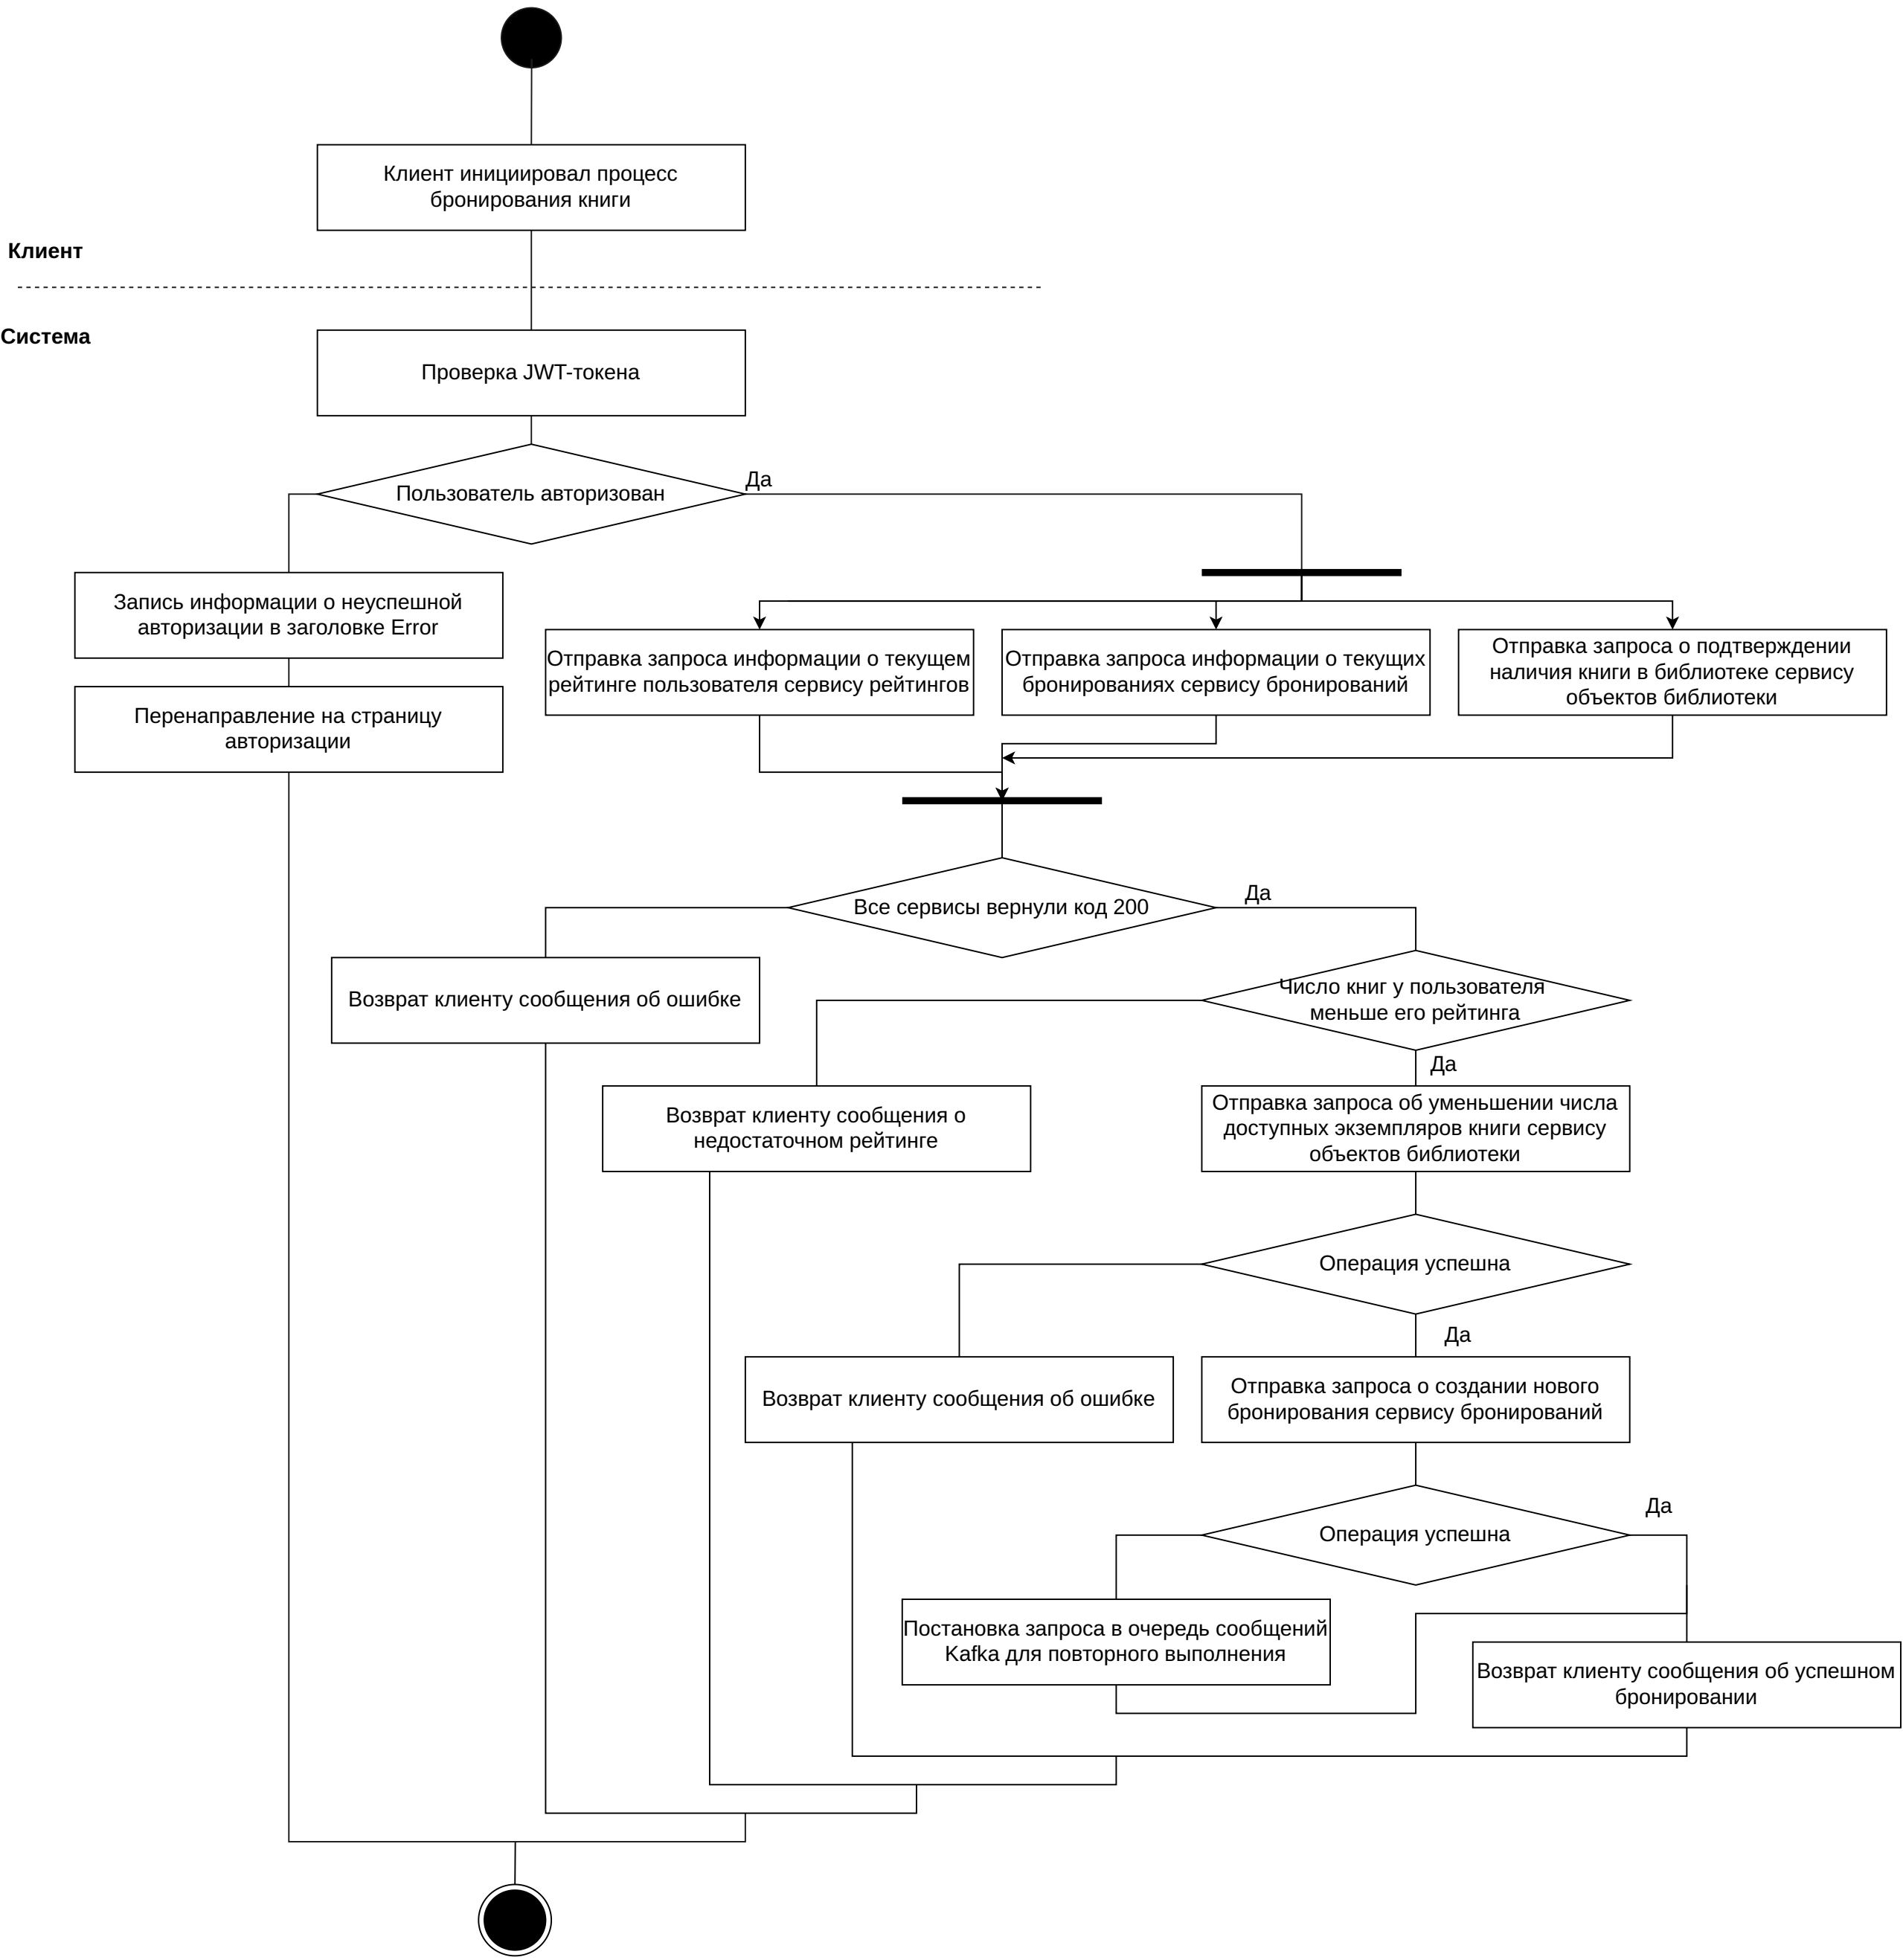 Клиент инициировал процесс
бронирования книги
Клиент
Система
Проверка JWT-токена
Пользователь авторизован
Да
Запись информации о неуспешной
авторизации в заголовке Error
Перенаправление на страницу
авторизации
Отправка запроса информации о текущем
рейтинге пользователя сервису рейтингов
Отправка запроса информации о текущих
бронированиях сервису бронирований
Отправка запроса о подтверждении
наличия книги в библиотеке сервису
объектов библиотеки
Все сервисы вернули код 200
Да
Возврат клиенту сообщения об ошибке
Число книг у пользователя
меньше его рейтинга
Да
Возврат клиенту сообщения о
недостаточном рейтинге
Отправка запроса об уменьшении числа
доступных экземпляров книги сервису
объектов библиотеки
Операция успешна
Да
Возврат клиенту сообщения об ошибке
Отправка запроса о создании нового
бронирования сервису бронирований
Операция успешна
Да
Постановка запроса в очередь сообщений
Kafka для повторного выполнения
Возврат клиенту сообщения об успешном
бронировании